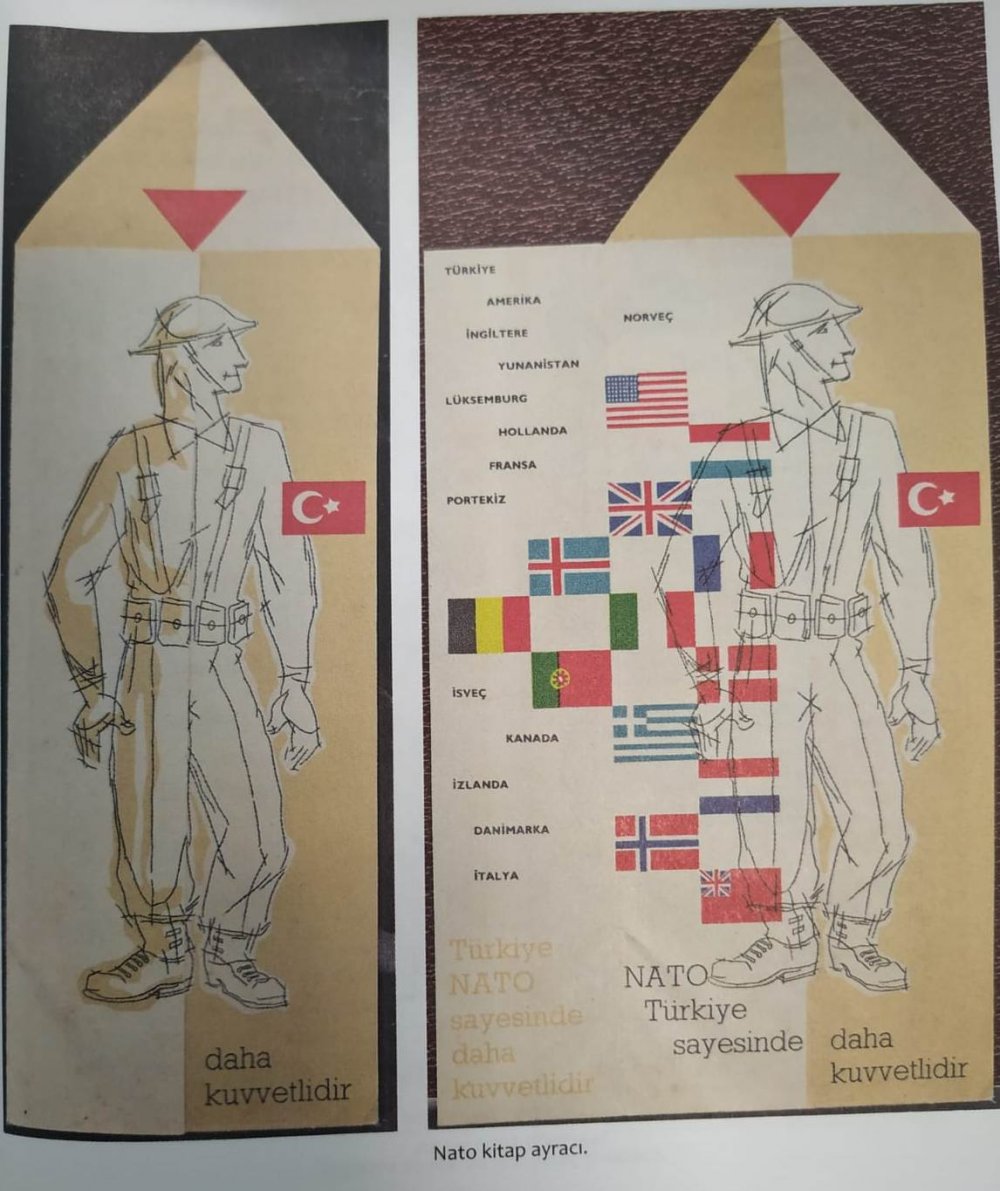 daha
kuvvetlidir
TÜRKİYE
AMERİKA
NORVEÇ
İNGİLTERE
YUNANİSTAN
LÜKSEMBURG
HOLLANDA
FRANSA
PORTEKİZ
İSVEÇ
KANADA
İZLANDA
DANİMARKA
İTALYA
Türkiye
NATO
sayesinde
daha
kuvvetlidir
NATO
Türkiye
sayesinde
daha
kuvvetlidir
Nato kitap ayracı.